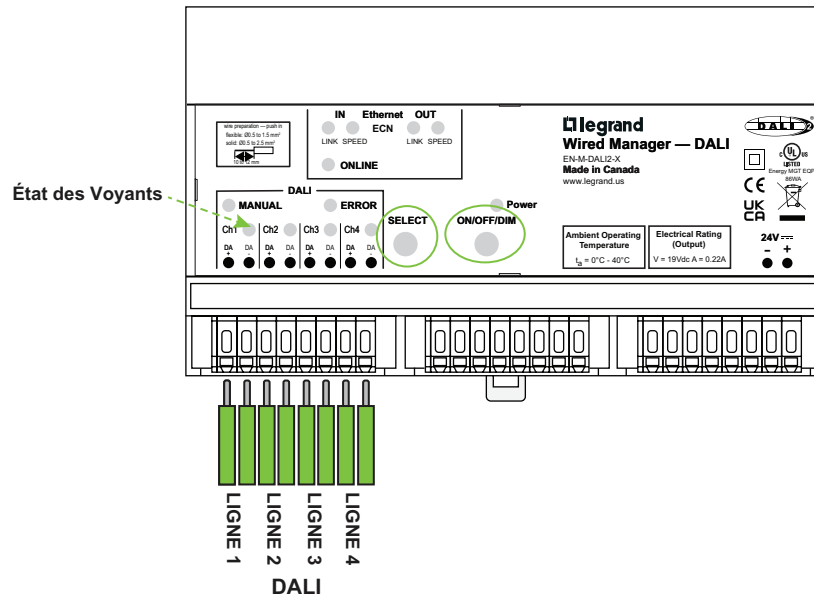 wire preparation — push in
flexible: Ø0.5 to 1.5 mm²
solid: Ø0.5 to 2.5 mm²
10 to 12 mm
IN Ethernet OUT
ECN
LINK SPEED LINK SPEED
ONLINE
legrand
Wired Manager — DALI
EN-M-DALI2-X
Made in Canada
www.legrand.us
DALI 2
C UL US
LISTED
Energy MGT EQP
86WA
CE
UK
CA
État des Voyants
DALI
MANUAL ERROR
Ch1 Ch2 Ch3 Ch4
DA DA DA DA DA DA DA DA
+ - + - + - + -
SELECT
Power
ON/OFF/DIM
Ambient Operating
Temperature
ta = 0°C - 40°C
Electrical Rating
(Output)
V = 19Vdc A = 0.22A
24V
- +
LIGNE 1
LIGNE 2
LIGNE 3
LIGNE 4
DALI